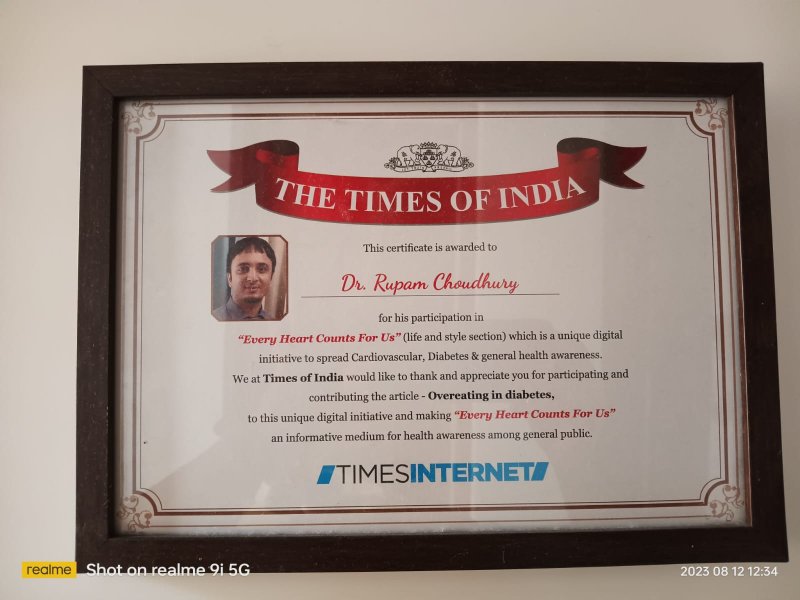 THE TIMES OF INDIA
This certificate is awarded to
Dr. Rupam Choudhury
for his participation in
“Every Heart Counts For Us” (life and style section) which is a unique digital
initiative to spread Cardiovascular, Diabetes & general health awareness.
We at Times of India would like to thank and appreciate you for participating and
contributing the article - Overeating in diabetes,
to this unique digital initiative and making “Every Heart Counts For Us”
an informative medium for health awareness among general public.
TIMESINTERNET
realme Shot on realme 9i 5G
2023 08 12 12:34